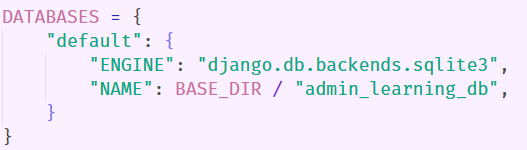 DATABASES = {
    "default": {
        "ENGINE": "django.db.backends.sqlite3",
        "NAME": BASE_DIR / "admin_learning_db",
    }
}